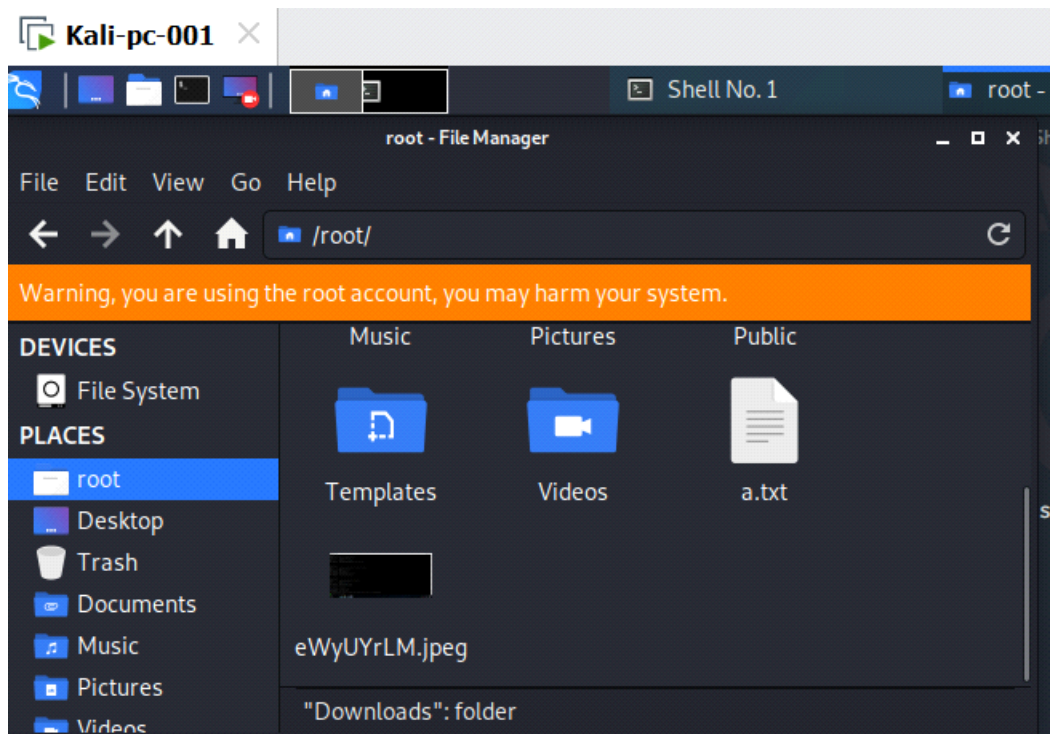 Kali-pc-001
Shell No. 1
root -
root - File Manager
File Edit View Go Help
/root/
Warning, you are using the root account, you may harm your system.
DEVICES
File System
PLACES
root
Desktop
Trash
Documents
Music
Pictures
Videos
Music Pictures Public
Templates Videos a.txt
eWyUYrLM.jpeg
"Downloads": folder